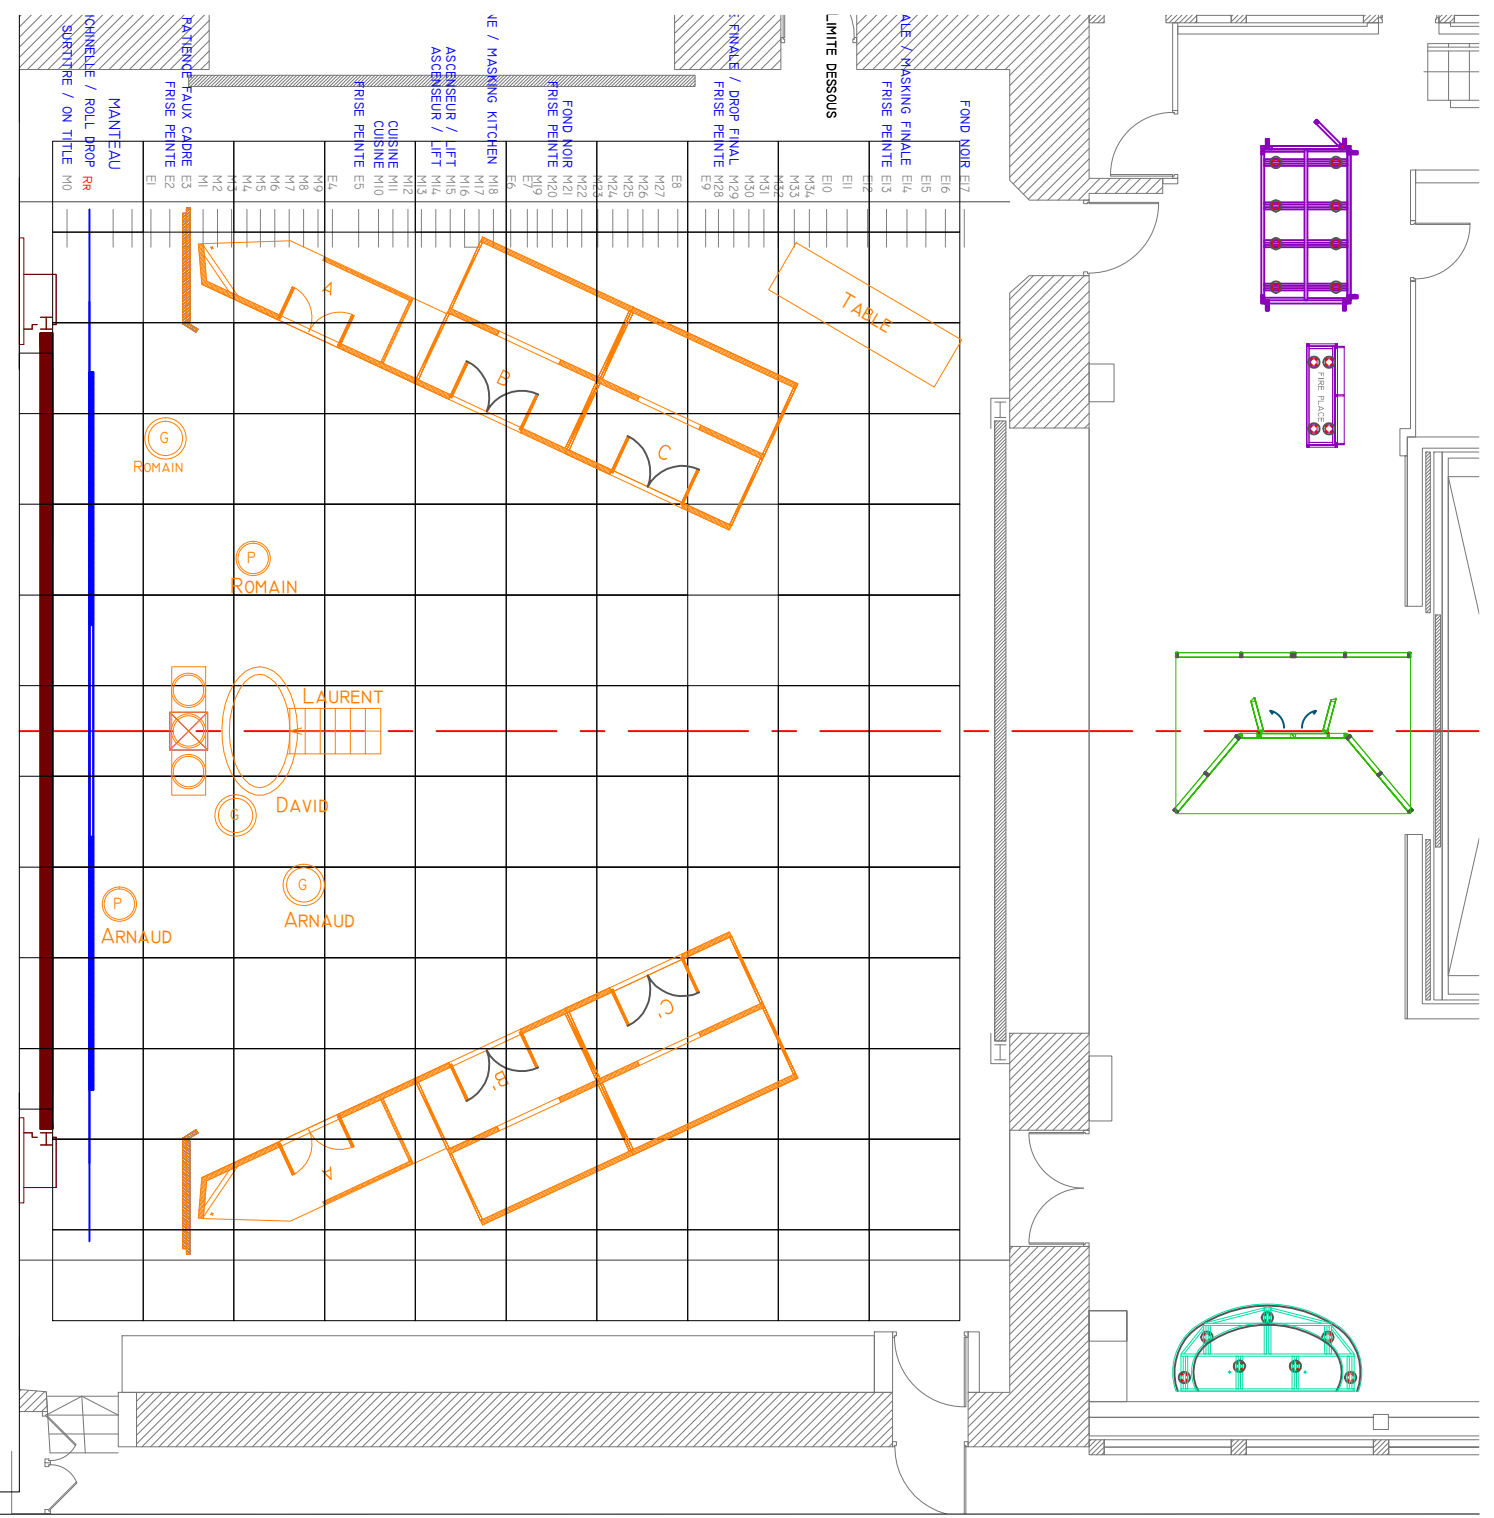 SURTITRE / ON TITLE
ICHINELLE / ROLL DROP
MANTEAU
FRISE PEINTE
PATIENCE FAUX CADRE
FRISE PEINTE
CUISINE
CUISINE
ASCENSEUR / LIFT
ASCENSEUR / LIFT
NE / MASKING KITCHEN
FRISE PEINTE
FOND NOIR
FRISE PEINTE
FINALE / DROP FINAL
LIMITE DESSOUS
FRISE PEINTE
ALE / MASKING FINALE
FOND NOIR
M0
RR
E1
E2
E3
M1
M2
M3
M4
M5
M6
M7
M8
M9
E4
E5
M10
M11
M12
M13
M14
M15
M16
M17
M18
E6
E7
M19
M20
M21
M22
M23
M24
M25
M26
M27
E8
E9
M28
M29
M30
M31
M32
M33
M34
E10
E11
E12
E13
E14
E15
E16
E17
A
B
C
TABLE
FIRE PLACE
G
ROMAIN
P
ROMAIN
LAURENT
DAVID
G
G
ARNAUD
P
ARNAUD
C'
B'
A